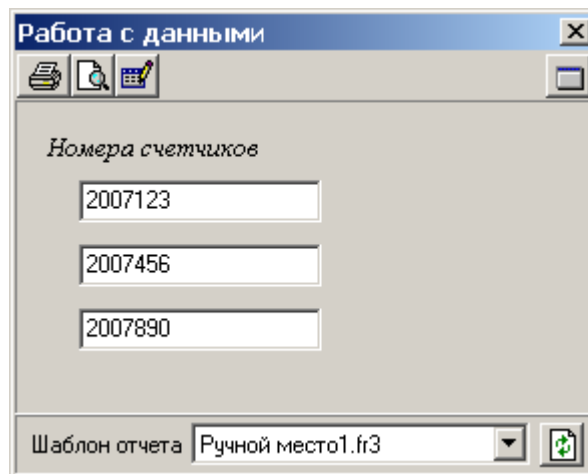 Работа с данными
Номера счетчиков
2007123
2007456
2007890
Шаблон отчета Ручной место1.fr3